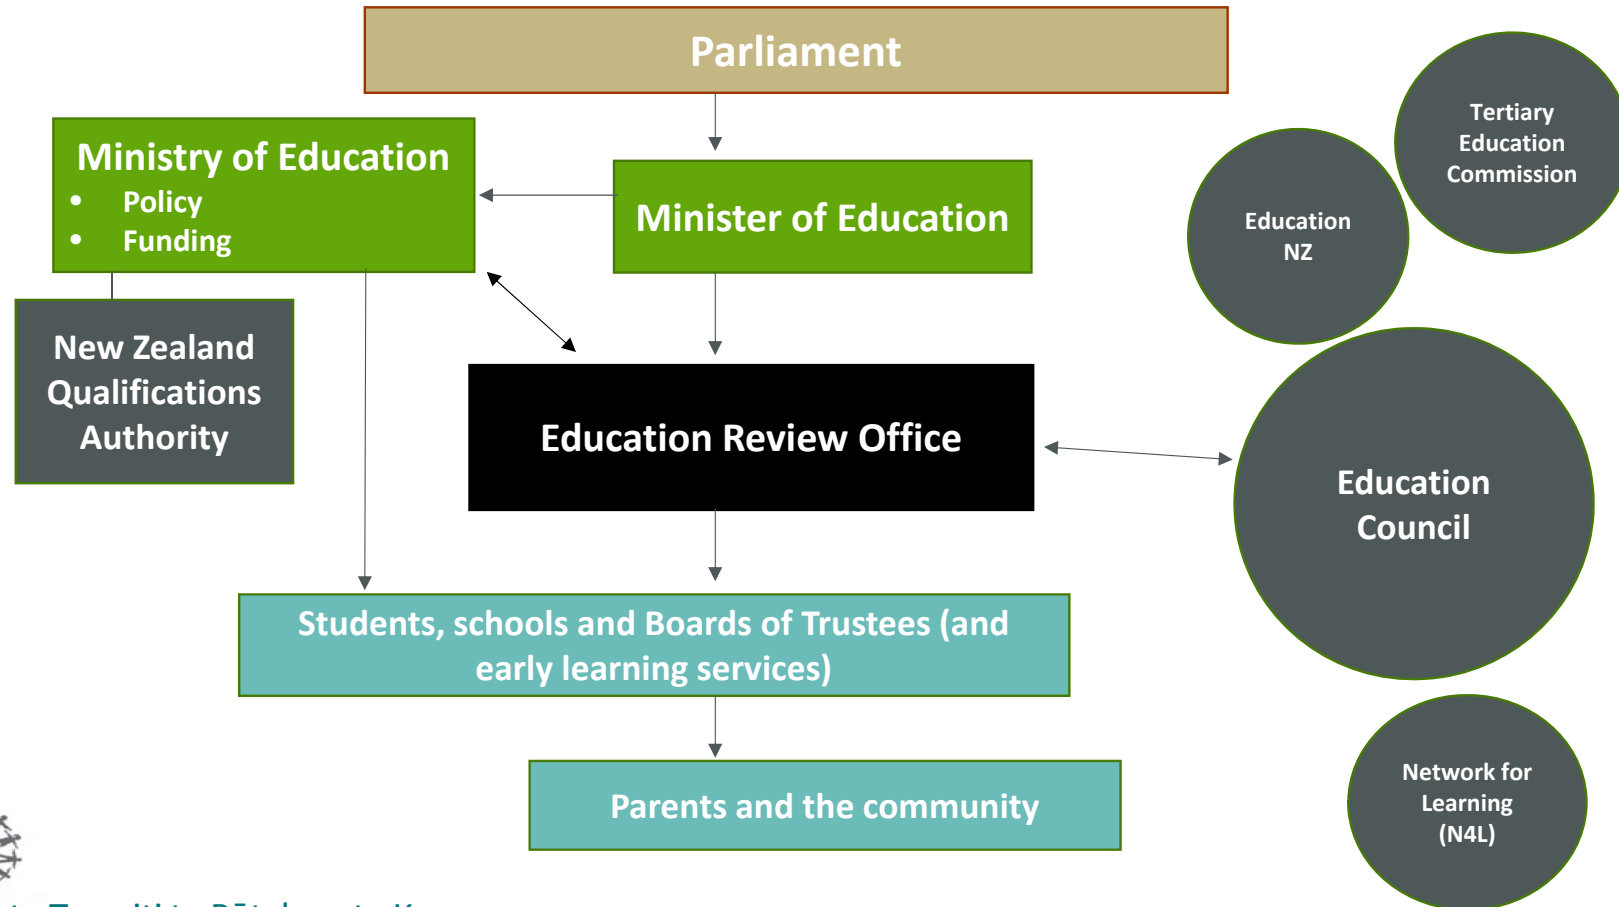 Parliament
Ministry of Education
• Policy
• Funding
Minister of Education
Tertiary
Education
Commission
Education
NZ
New Zealand
Qualifications
Authority
Education Review Office
Education
Council
Students, schools and Boards of Trustees (and
early learning services)
Parents and the community
Network for
Learning
(N4L)